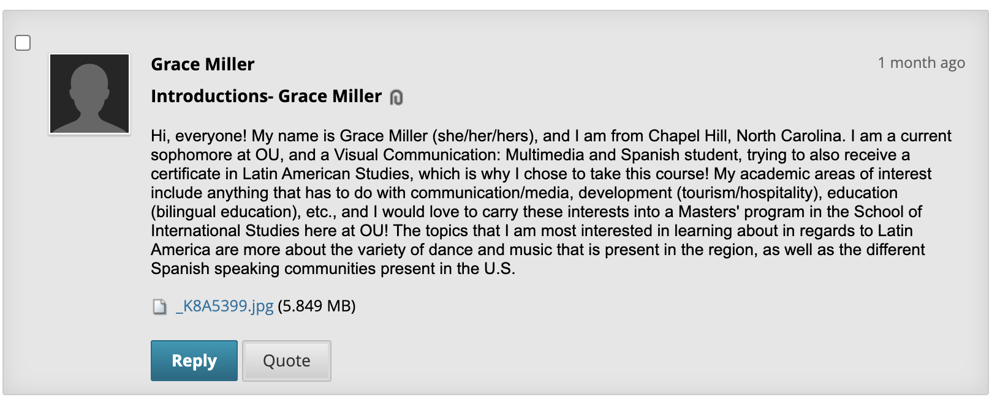 Grace Miller
1 month ago
Introductions- Grace Miller
Hi, everyone! My name is Grace Miller (she/her/hers), and I am from Chapel Hill, North Carolina. I am a current
sophomore at OU, and a Visual Communication: Multimedia and Spanish student, trying to also receive a
certificate in Latin American Studies, which is why I chose to take this course! My academic areas of interest
include anything that has to do with communication/media, development (tourism/hospitality), education
(bilingual education), etc., and I would love to carry these interests into a Masters' program in the School of
International Studies here at OU! The topics that I am most interested in learning about in regards to Latin
America are more about the variety of dance and music that is present in the region, as well as the different
Spanish speaking communities present in the U.S.
_K8A5399.jpg (5.849 MB)
Reply
Quote